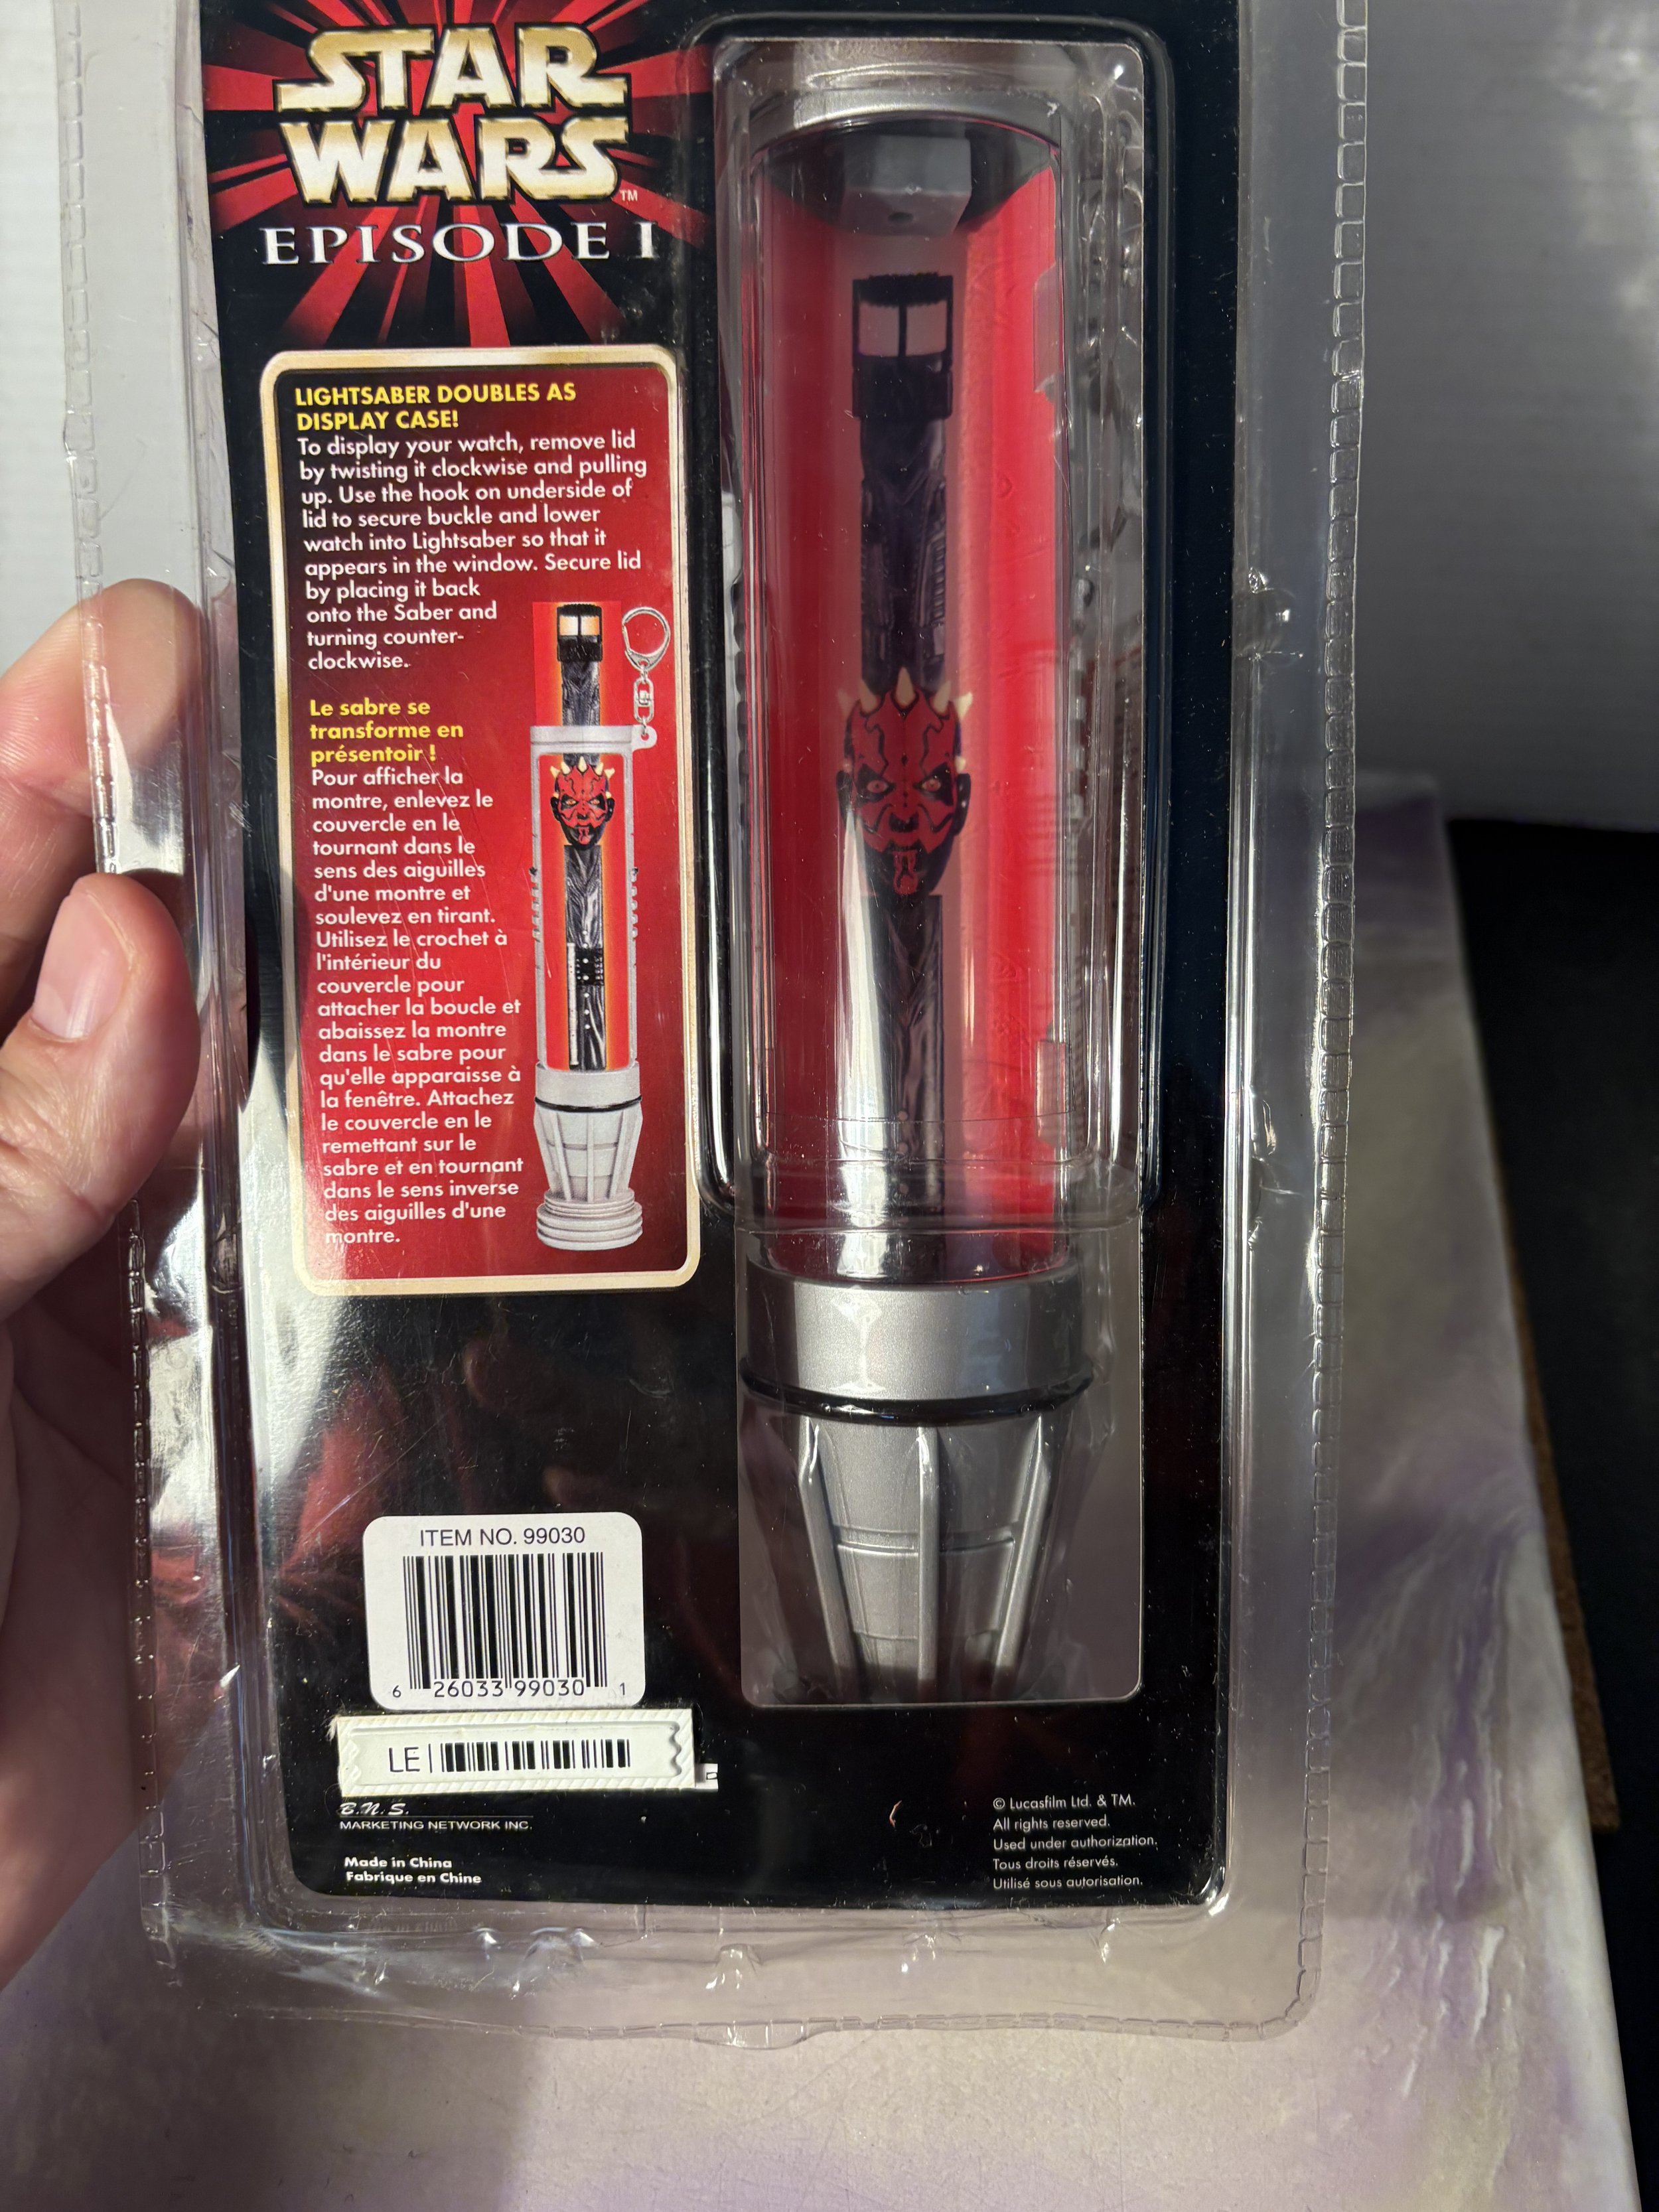 STAR
WARS™
EPISODE I
LIGHTSABER DOUBLES AS
DISPLAY CASE!
To display your watch, remove lid
by twisting it clockwise and pulling
up. Use the hook on underside of
lid to secure buckle and lower
watch into Lightsaber so that it
appears in the window. Secure lid
by placing it back
onto the Saber and
turning counter-
clockwise.
Le sabre se
transforme en
présentoir !
Pour afficher la
montre, enlevez le
couvercle en le
tournant dans le
sens des aiguilles
d'une montre et
soulevez en tirant.
Utilisez le crochet à
l'intérieur du
couvercle pour
attacher la boucle et
abaissez la montre
dans le sabre pour
qu'elle apparaisse à
la fenêtre. Attachez
le couvercle en le
remettant sur le
sabre et en tournant
dans le sens inverse
des aiguilles d'une
montre.
ITEM NO. 99030
6 26033 99030 1
LE
B.N.S.
MARKETING NETWORK INC.
Made in China
Fabrique en Chine
© Lucasfilm Ltd. & TM.
All rights reserved.
Used under authorization.
Tous droits réservés.
Utilisé sous autorisation.